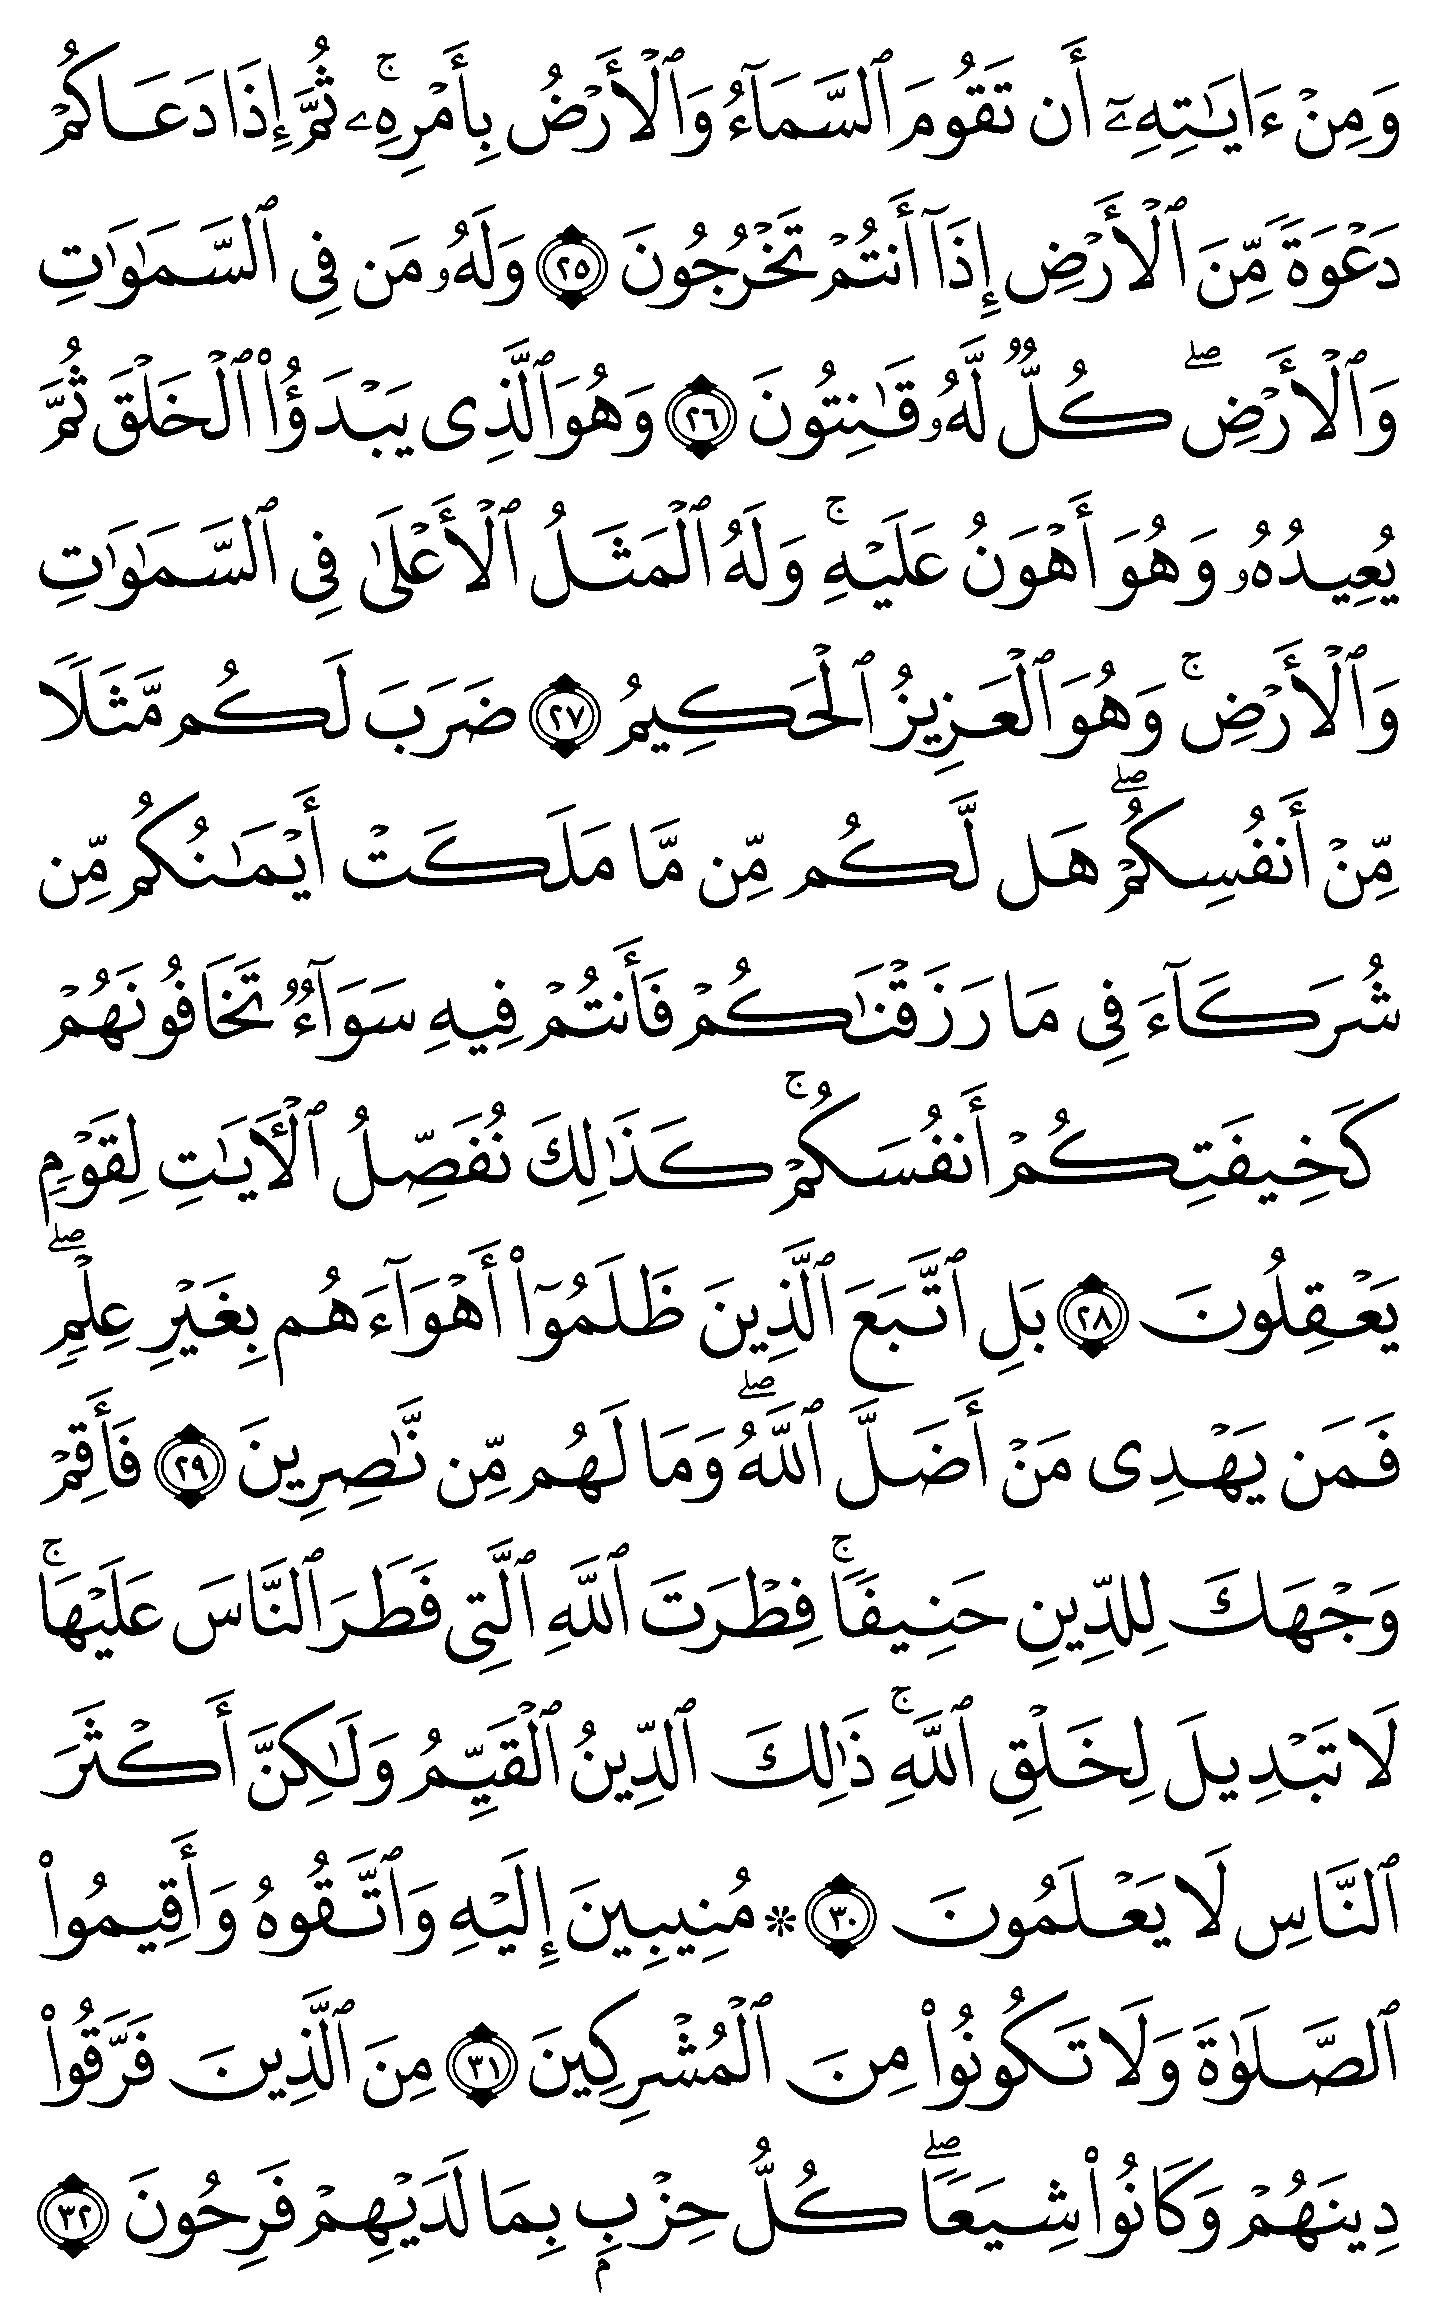 وَمِنۡ ءَايَٰتِهِۦٓ أَن تَقُومَ ٱلسَّمَآءُ وَٱلۡأَرۡضُ بِأَمۡرِهِۦۚ ثُمَّ إِذَا دَعَاكُمۡ
دَعۡوَةٗ مِّنَ ٱلۡأَرۡضِ إِذَآ أَنتُمۡ تَخۡرُجُونَ ٢٥ وَلَهُۥ مَن فِي ٱلسَّمَٰوَٰتِ
وَٱلۡأَرۡضِۖ كُلّٞ لَّهُۥ قَٰنِتُونَ ٢٦ وَهُوَ ٱلَّذِي يَبۡدَؤُاْ ٱلۡخَلۡقَ ثُمَّ
يُعِيدُهُۥ وَهُوَ أَهۡوَنُ عَلَيۡهِۚ وَلَهُ ٱلۡمَثَلُ ٱلۡأَعۡلَىٰ فِي ٱلسَّمَٰوَٰتِ
وَٱلۡأَرۡضِۚ وَهُوَ ٱلۡعَزِيزُ ٱلۡحَكِيمُ ٢٧ ضَرَبَ لَكُم مَّثَلٗا
مِّنۡ أَنفُسِكُمۡۖ هَل لَّكُم مِّن مَّا مَلَكَتۡ أَيۡمَٰنُكُم مِّن
شُرَكَآءَ فِي مَا رَزَقۡنَٰكُمۡ فَأَنتُمۡ فِيهِ سَوَآءٞ تَخَافُونَهُمۡ
كَخِيفَتِكُمۡ أَنفُسَكُمۡۚ كَذَٰلِكَ نُفَصِّلُ ٱلۡأٓيَٰتِ لِقَوۡمٖ
يَعۡقِلُونَ ٢٨ بَلِ ٱتَّبَعَ ٱلَّذِينَ ظَلَمُوٓاْ أَهۡوَآءَهُم بِغَيۡرِ عِلۡمٖۖ
فَمَن يَهۡدِي مَنۡ أَضَلَّ ٱللَّهُۖ وَمَا لَهُم مِّن نَّٰصِرِينَ ٢٩ فَأَقِمۡ
وَجۡهَكَ لِلدِّينِ حَنِيفٗاۚ فِطۡرَتَ ٱللَّهِ ٱلَّتِي فَطَرَ ٱلنَّاسَ عَلَيۡهَاۚ
لَا تَبۡدِيلَ لِخَلۡقِ ٱللَّهِۚ ذَٰلِكَ ٱلدِّينُ ٱلۡقَيِّمُ وَلَٰكِنَّ أَكۡثَرَ
ٱلنَّاسِ لَا يَعۡلَمُونَ ٣٠ ۞ مُنِيبِينَ إِلَيۡهِ وَٱتَّقُوهُ وَأَقِيمُواْ
ٱلصَّلَوٰةَ وَلَا تَكُونُواْ مِنَ ٱلۡمُشۡرِكِينَ ٣١ مِنَ ٱلَّذِينَ فَرَّقُواْ
دِينَهُمۡ وَكَانُواْ شِيَعٗاۖ كُلُّ حِزۡبِۭ بِمَا لَدَيۡهِمۡ فَرِحُونَ ٣٢